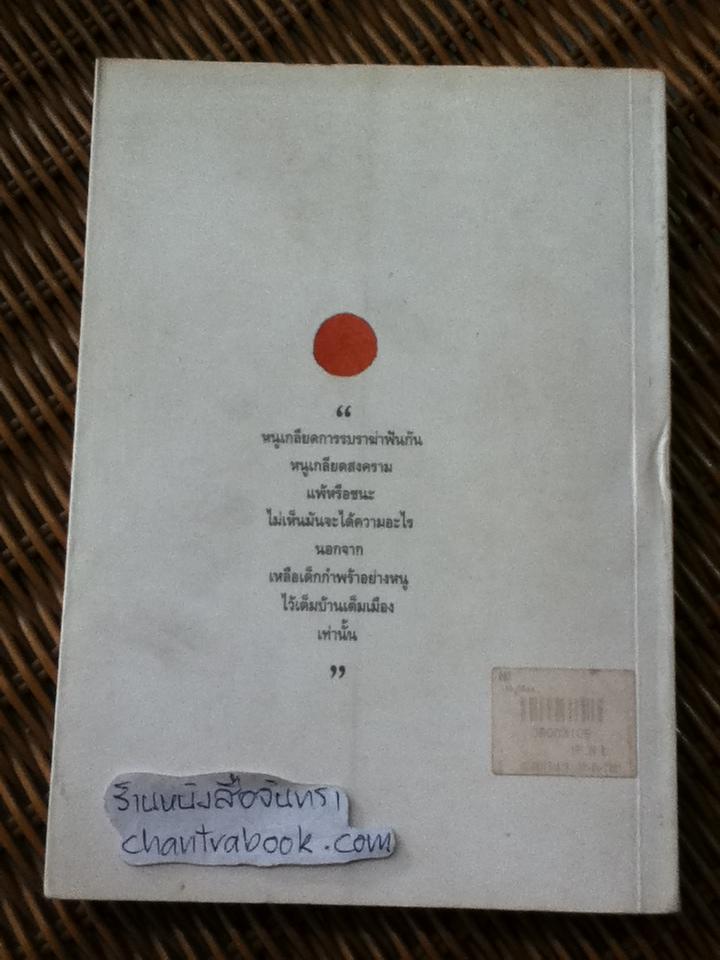 “
หนูเกลียดการรบราฆ่าฟันกัน
หนูเกลียดสงคราม
แพ้หรือชนะ
ไม่เห็นมันจะได้ความอะไร
นอกจาก
เหลือเด็กกำพร้าอย่างหนู
ไว้เต็มบ้านเต็มเมือง
เท่านั้น
”
ร้านหนังสือจันทรา
chantrabook.com